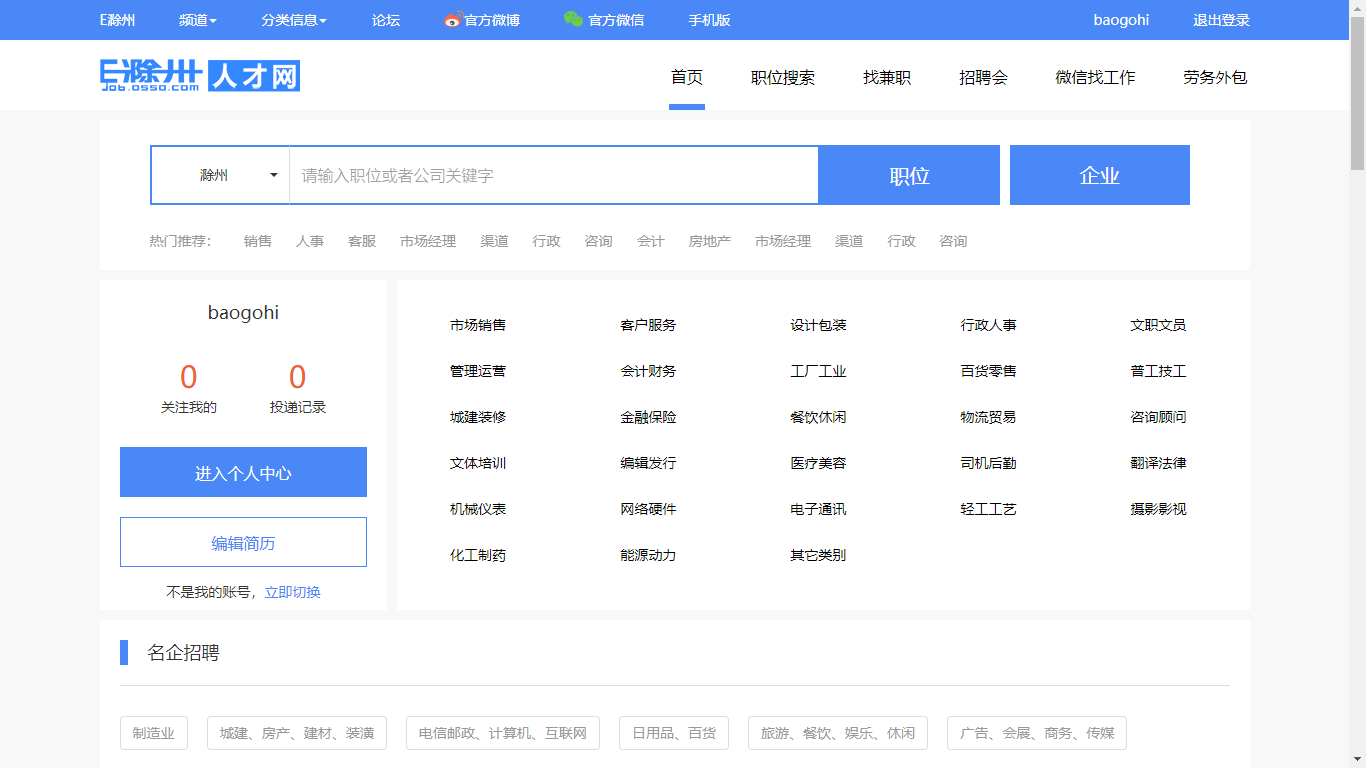 E滁州 频道 分类信息 论坛 官方微博 官方微信 手机版 baogohi 退出登录
E滁州 job.0550.com 人才网 首页 职位搜索 找兼职 招聘会 微信找工作 劳务外包
滁州 请输入职位或者公司关键字 职位 企业
热门推荐： 销售 人事 客服 市场经理 渠道 行政 咨询 会计 房地产 市场经理 渠道 行政 咨询
baogohi
0 0
关注我的 投递记录
进入个人中心
编辑简历
不是我的账号，立即切换
市场销售 客户服务 设计包装 行政人事 文职文员
管理运营 会计财务 工厂工业 百货零售 普工技工
城建装修 金融保险 餐饮休闲 物流贸易 咨询顾问
文体培训 编辑发行 医疗美容 司机后勤 翻译法律
机械仪表 网络硬件 电子通讯 轻工工艺 摄影影视
化工制药 能源动力 其它类别
名企招聘
制造业 城建、房产、建材、装潢 电信邮政、计算机、互联网 日用品、百货 旅游、餐饮、娱乐、休闲 广告、会展、商务、传媒